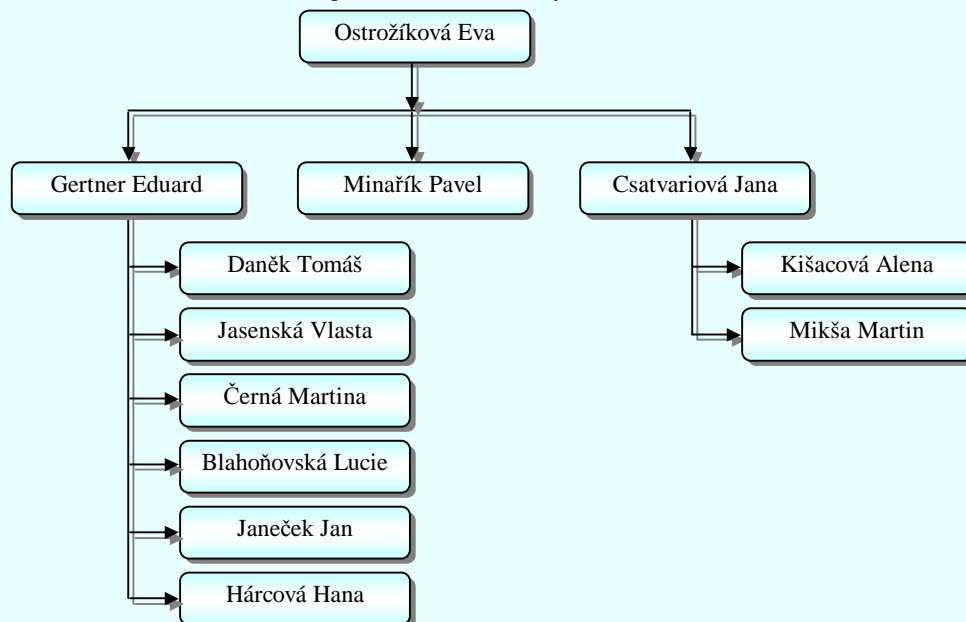 Ostrožíková Eva
Gertner Eduard
Minařík Pavel
Csatvariová Jana
Daněk Tomáš
Kišacová Alena
Jasenská Vlasta
Mikša Martin
Černá Martina
Blahoňovská Lucie
Janeček Jan
Hárcová Hana